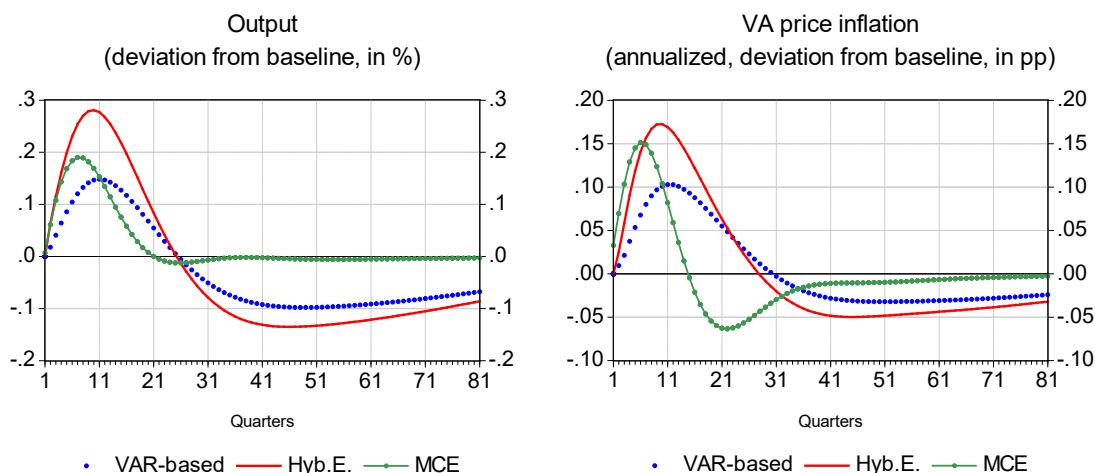 Output
(deviation from baseline, in %)
.3 .3
.2 .2
.1 .1
.0 .0
-.1 -.1
-.2 -.2
1 11 21 31 41 51 61 71 81
Quarters
VAR-based Hyb.E. MCE
VA price inflation
(annualized, deviation from baseline, in pp)
.20 .20
.15 .15
.10 .10
.05 .05
.00 .00
-.05 -.05
-.10 -.10
1 11 21 31 41 51 61 71 81
Quarters
VAR-based Hyb.E. MCE